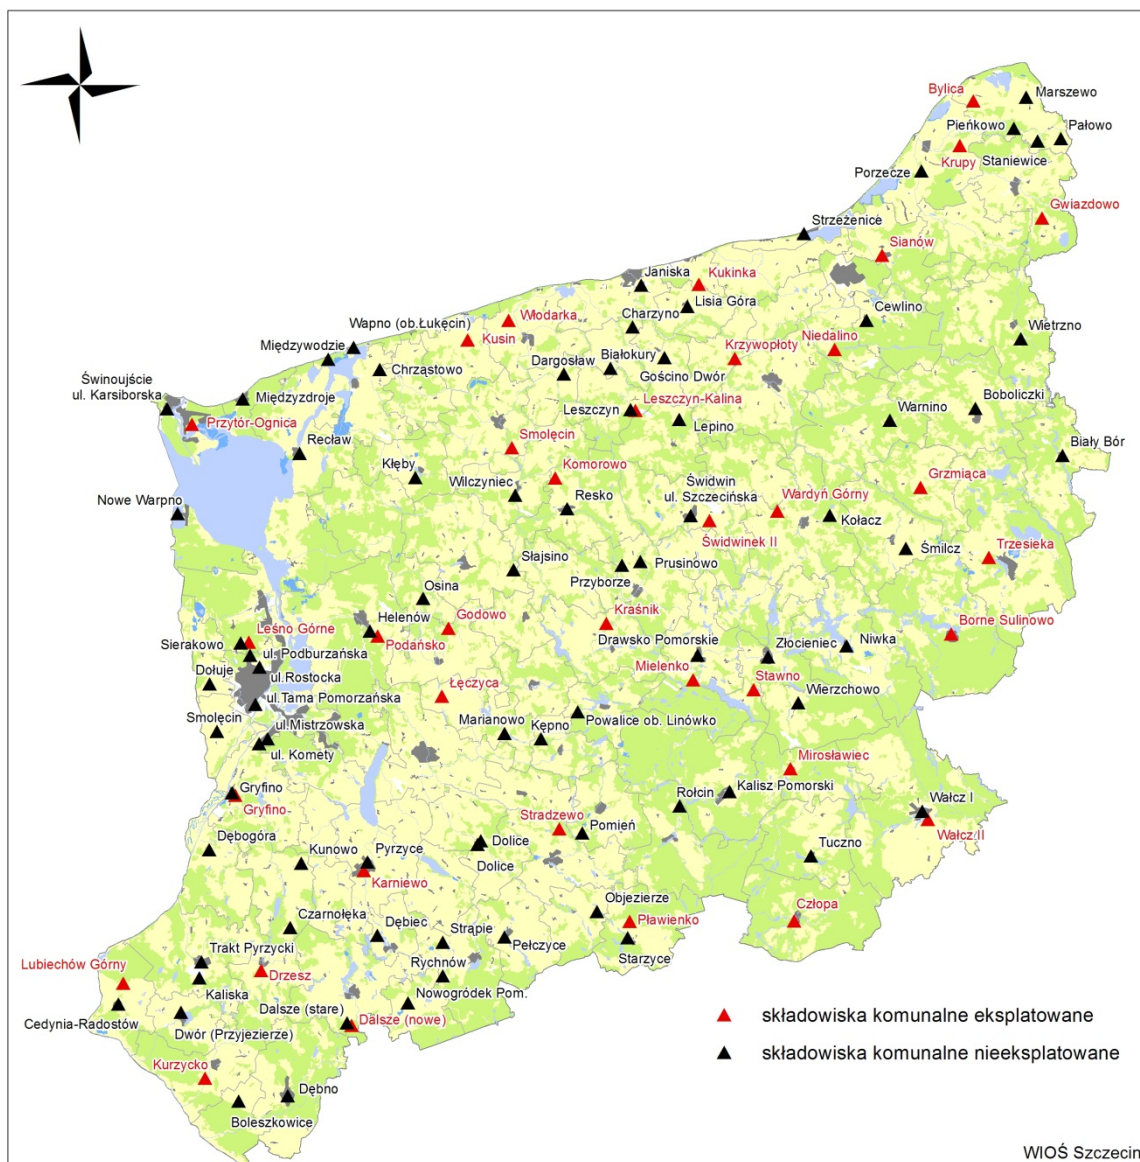 Bylica
Marszewo
Pieńkowo
Pałowo
Krupy
Staniewice
Porzecze
Gwiazdowo
Strzeżenice
Sianów
Janiska
Kukinka
Lisia Góra
Cewlino
Włodarka
Charzyno
Wapno (ob.Łukęcin)
Kusin
Krzywopłoty
Niedalino
Wietrzno
Międzywodzie
Dargosław
Białokury
Chrząstowo
Gościno Dwór
Świnoujście
ul. Karsiborska
Międzyzdroje
Leszczyn-Kalina
Leszczyn
Boboliczki
Przytór-Ognica
Lepino
Warnino
Recław
Smolęcin
Biały Bór
Kłęby
Komorowo
Grzmiąca
Wilczyniec
Resko
Świdwin
ul. Szczecińska
Wardyń Górny
Nowe Warpno
Kołacz
Świdwinek II
Śmilcz
Trzesieka
Słajsino
Prusinowo
Przyborze
Osina
Helenów
Godowo
Kraśnik
Borne Sulinowo
Sierakowo
Leśno Górne
Podańsko
Drawsko Pomorskie
Złocieniec
Niwka
ul. Podburzańska
Dołuje
ul.Rostocka
Mielenko
Stawno
Łęczyca
ul.Tama Pomorzańska
Wierzchowo
Smolęcin
ul.Mistrzowska
Marianowo
Kępno
Powalice ob. Linówko
ul. Komety
Mirosławiec
Gryfino
Gryfino
Rołcin
Kalisz Pomorski
Wałcz I
Stradzewo
Pomień
Wałcz II
Dębogóra
Dolice
Dolice
Kunowo
Pyrzyce
Tuczno
Karniewo
Objezierze
Czarnołęka
Dębiec
Strąpie
Pławienko
Człopa
Pełczyce
Starzyce
Trakt Pyrzycki
Lubiechów Górny
Drzesz
Rychnów
Kaliska
Nowogródek Pom.
Cedynia-Radostów
Dwór (Przyjezierze)
Dalsze (stare)
Dalsze (nowe)
składowiska komunalne eksplatowane
składowiska komunalne nieeksplatowane
Kurzycko
Dębno
Boleszkowice
WIOŚ Szczecin